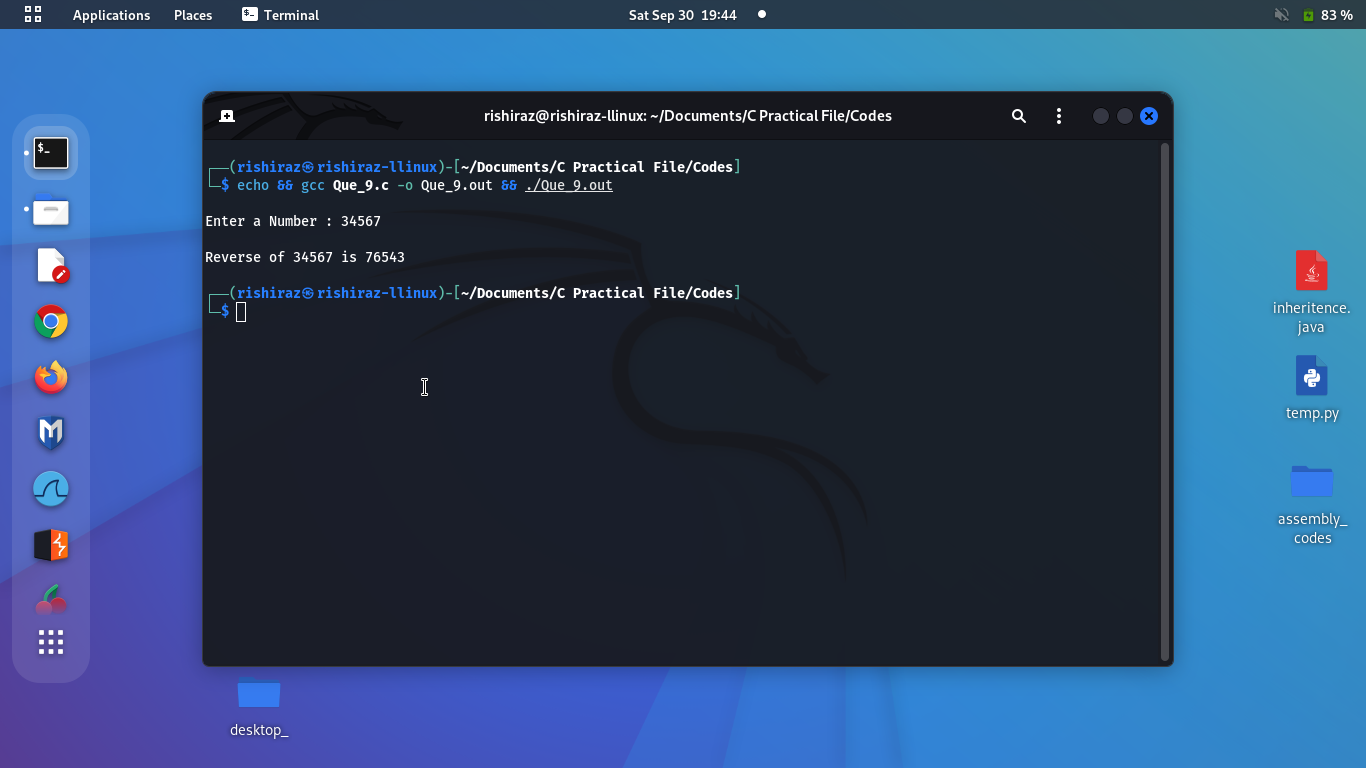 Applications Places Terminal Sat Sep 30 19:44 83 %
rishiraz@rishiraz-llinux: ~/Documents/C Practical File/Codes
$_
┌──(rishiraz㉿rishiraz-llinux)-[~/Documents/C Practical File/Codes]
└─$ echo && gcc Que_9.c -o Que_9.out && ./Que_9.out
Enter a Number : 34567
Reverse of 34567 is 76543
┌──(rishiraz㉿rishiraz-llinux)-[~/Documents/C Practical File/Codes]
└─$
inheritence.
java
temp.py
assembly_
codes
desktop_